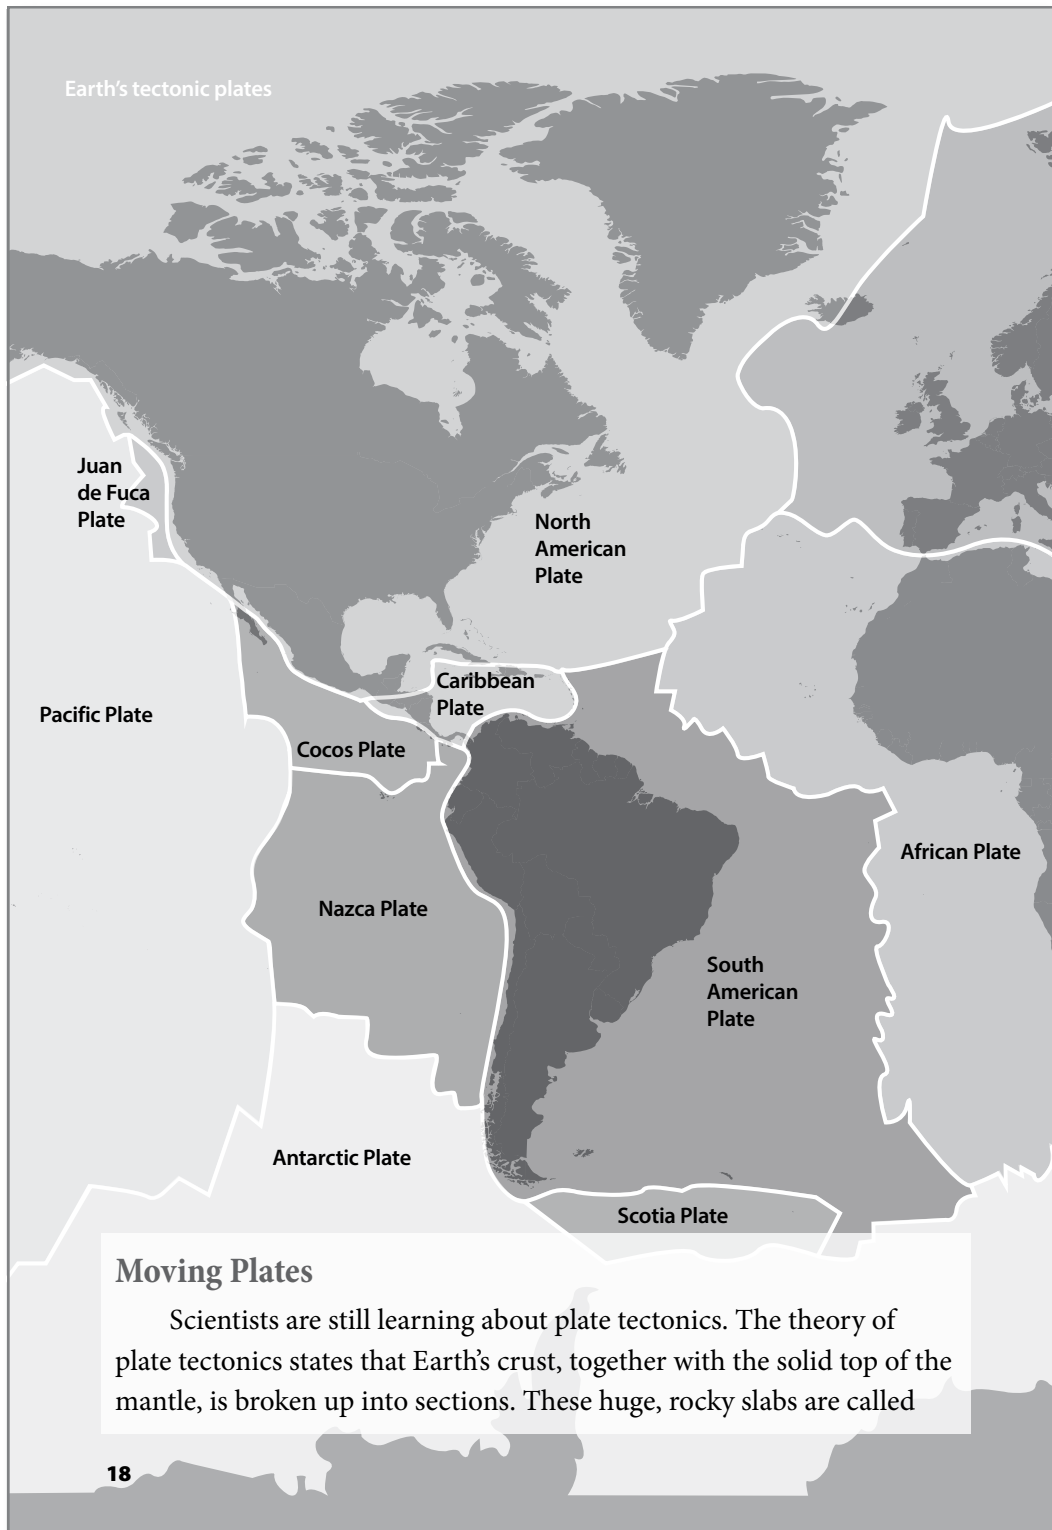 Earth's tectonic plates
Juan
de Fuca
Plate
North
American
Plate
Caribbean
Plate
Pacific Plate
Cocos Plate
African Plate
Nazca Plate
South
American
Plate
Antarctic Plate
Scotia Plate
Moving Plates
Scientists are still learning about plate tectonics. The theory of
plate tectonics states that Earth's crust, together with the solid top of the
mantle, is broken up into sections. These huge, rocky slabs are called
18